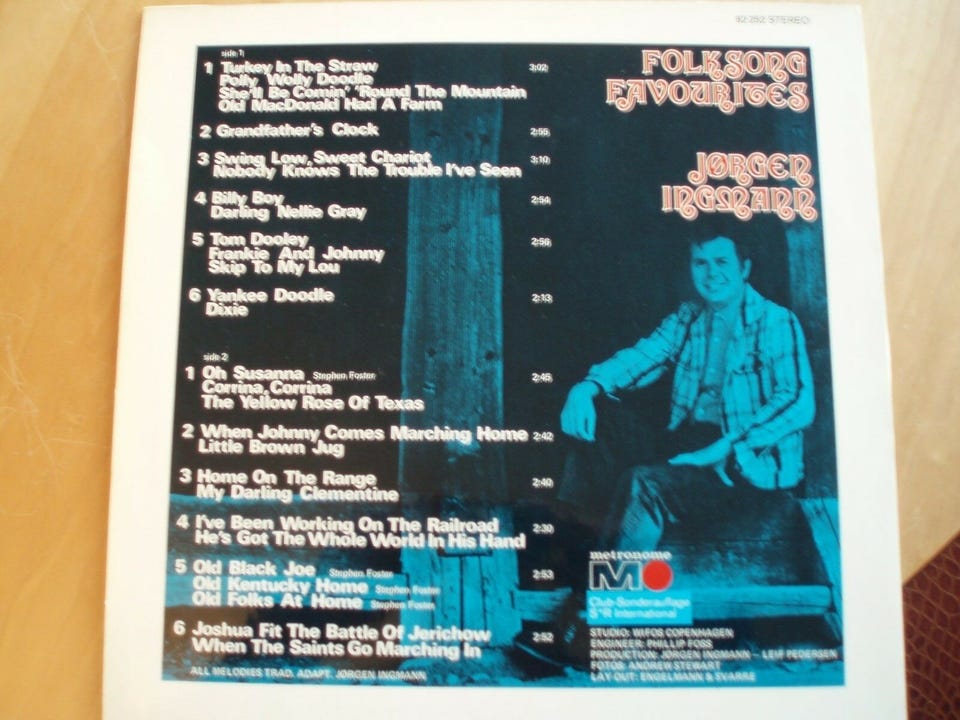 92 252 STEREO
side 1
1 Turkey In The Straw 3:02
Polly Wolly Doodle
She'll Be Comin' 'Round The Mountain
Old MacDonald Had A Farm
2 Grandfather's Clock 2:55
3 Swing Low, Sweet Chariot 3:10
Nobody Knows The Trouble I've Seen
4 Billy Boy 2:54
Darling Nellie Gray
5 Tom Dooley 2:56
Frankie And Johnny
Skip To My Lou
6 Yankee Doodle 2:13
Dixie
side 2
1 Oh Susanna Stephen Foster 2:45
Corrina, Corrina
The Yellow Rose Of Texas
2 When Johnny Comes Marching Home 2:42
Little Brown Jug
3 Home On The Range 2:40
My Darling Clementine
4 I've Been Working On The Railroad 2:30
He's Got The Whole World In His Hand
5 Old Black Joe Stephen Foster 2:53
Old Kentucky Home Stephen Foster
Old Folks At Home Stephen Foster
6 Joshua Fit The Battle Of Jerichow 2:52
When The Saints Go Marching In
ALL MELODIES TRAD. ADAPT. JØRGEN INGMANN
FOLKSONG
FAVOURITES
JØRGEN
INGMANN
metronome
M
Club-Sonderauflage
S*R International
STUDIO: WIFOS COPENHAGEN
ENGINEER: PHILLIP FOSS
PRODUCTION: JØRGEN INGMANN – LEIF PEDERSEN
FOTOS: ANDREW STEWART
LAY-OUT: ENGELMANN & SVARRE